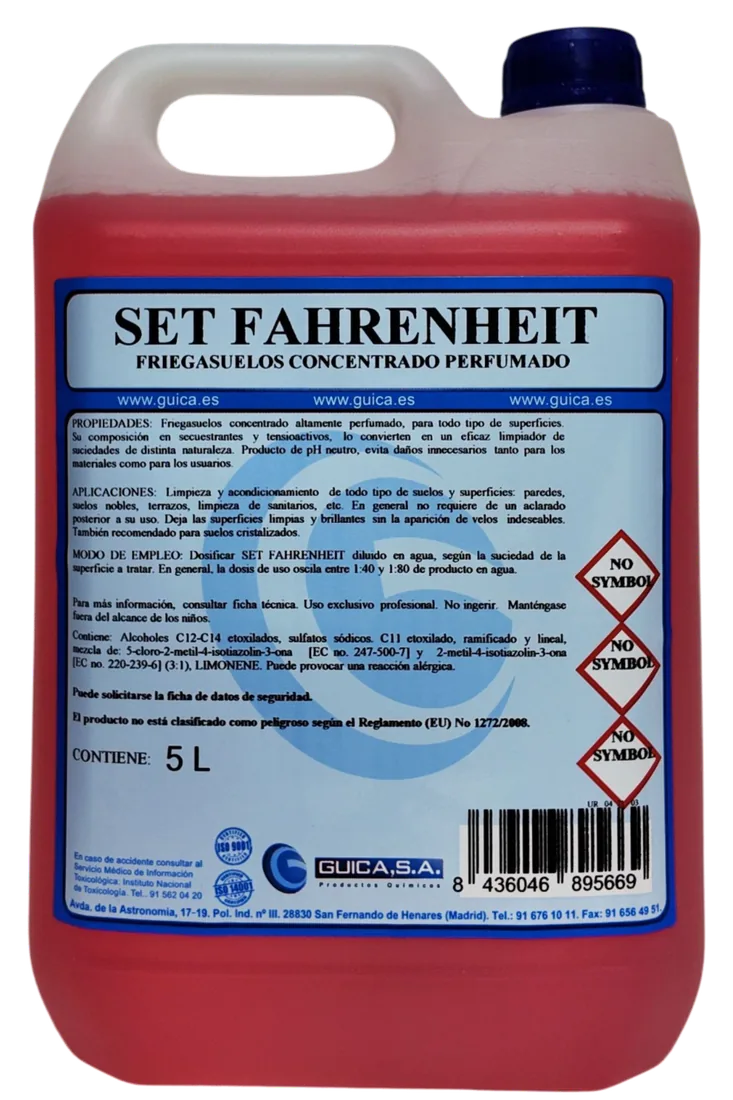 SET FAHRENHEIT
FRIEGASUELOS CONCENTRADO PERFUMADO
www.guica.es www.guica.es www.guica.es
PROPIEDADES: Friegasuelos concentrado altamente perfumado, para todo tipo de superficies.
Su composición en secuestrantes y tensioactivos, lo convierten en un eficaz limpiador de
suciedades de distinta naturaleza. Producto de pH neutro, evita daños innecesarios tanto para los
materiales como para los usuarios.
APLICACIONES: Limpieza y acondicionamiento de todo tipo de suelos y superficies: paredes,
suelos nobles, terrazos, limpieza de sanitarios, etc. En general no requiere de un aclarado
posterior a su uso. Deja las superficies limpias y brillantes sin la aparición de velos indeseables.
También recomendado para suelos cristalizados.
MODO DE EMPLEO: Dosificar SET FAHRENHEIT diluido en agua, según la suciedad de la
superficie a tratar. En general, la dosis de uso oscila entre 1:40 y 1:80 de producto en agua.
NO
SYMBOL
Para más información, consultar ficha técnica. Uso exclusivo profesional. No ingerir. Manténgase
fuera del alcance de los niños.
Contiene: Alcoholes C12-C14 etoxilados, sulfatos sódicos. C11 etoxilado, ramificado y lineal,
mezcla de: 5-cloro-2-metil-4-isotiazolin-3-ona [EC no. 247-500-7] y 2-metil-4-isotiazolin-3-ona
[EC no. 220-239-6] (3:1), LIMONENE. Puede provocar una reacción alérgica.
NO
SYMBOL
Puede solicitarse la ficha de datos de seguridad.
El producto no está clasificado como peligroso según el Reglamento (EU) No 1272/2008.
NO
SYMBOL
CONTIENE: 5 L
UR 04 03
En caso de accidente consultar al
Servicio Médico de Información
Toxicológica: Instituto Nacional
de Toxicología. Tel.. 91 562 04 20
CERTIFIED
ISO 9001
ISO 14001
GUICA,S.A.
Productos Químicos
8 436046 895669
Avda. de la Astronomia, 17-19. Pol. Ind. nº III. 28830 San Fernando de Henares (Madrid). Tel.: 91 676 10 11. Fax: 91 656 49 51.